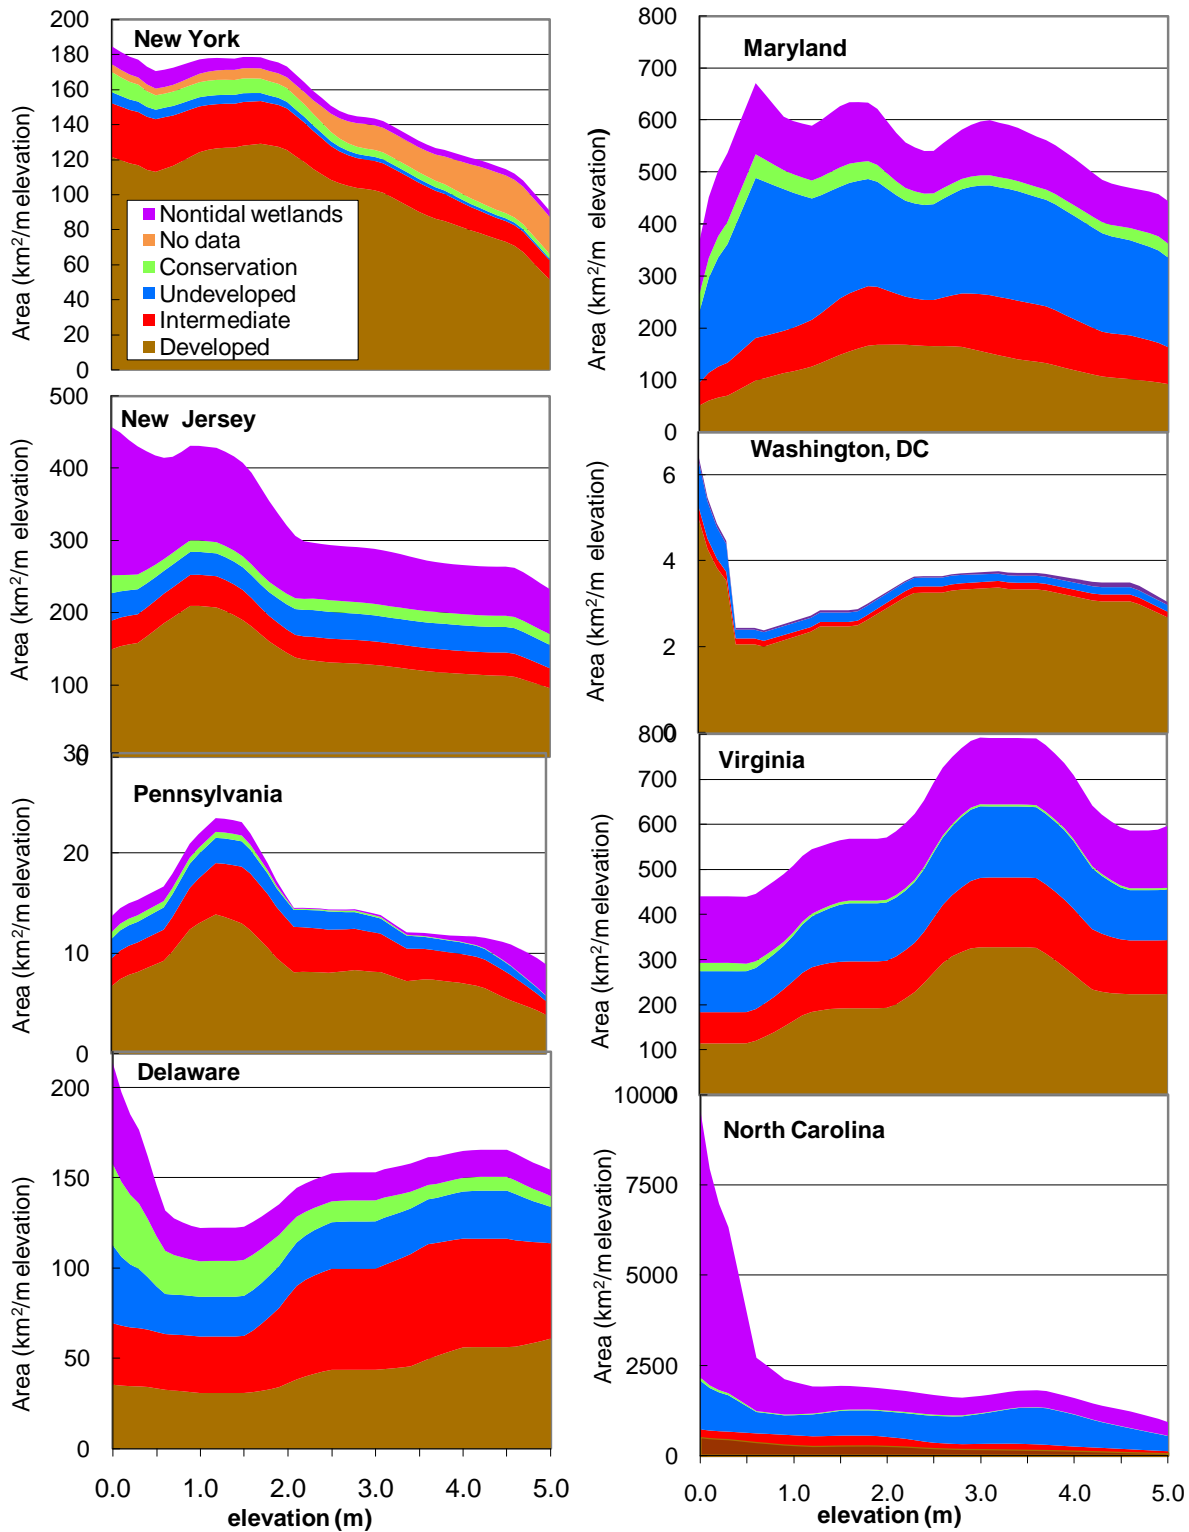 New York
Area (km²/m elevation)
200
180
160
140
120
100
80
60
40
20
0
Nontidal wetlands
No data
Conservation
Undeveloped
Intermediate
Developed
New Jersey
Area (km²/m elevation)
500
400
300
200
100
0
Pennsylvania
Area (km²/m elevation)
30
20
10
0
Delaware
Area (km²/m elevation)
200
150
100
50
0
0.0 1.0 2.0 3.0 4.0 5.0
elevation (m)
Maryland
Area (km²/m elevation)
800
700
600
500
400
300
200
100
0
Washington, DC
Area (km²/m elevation)
6
4
2
0
Virginia
Area (km²/m elevation)
800
700
600
500
400
300
200
100
0
North Carolina
Area (km²/m elevation)
10000
7500
5000
2500
0
0.0 1.0 2.0 3.0 4.0 5.0
elevation (m)